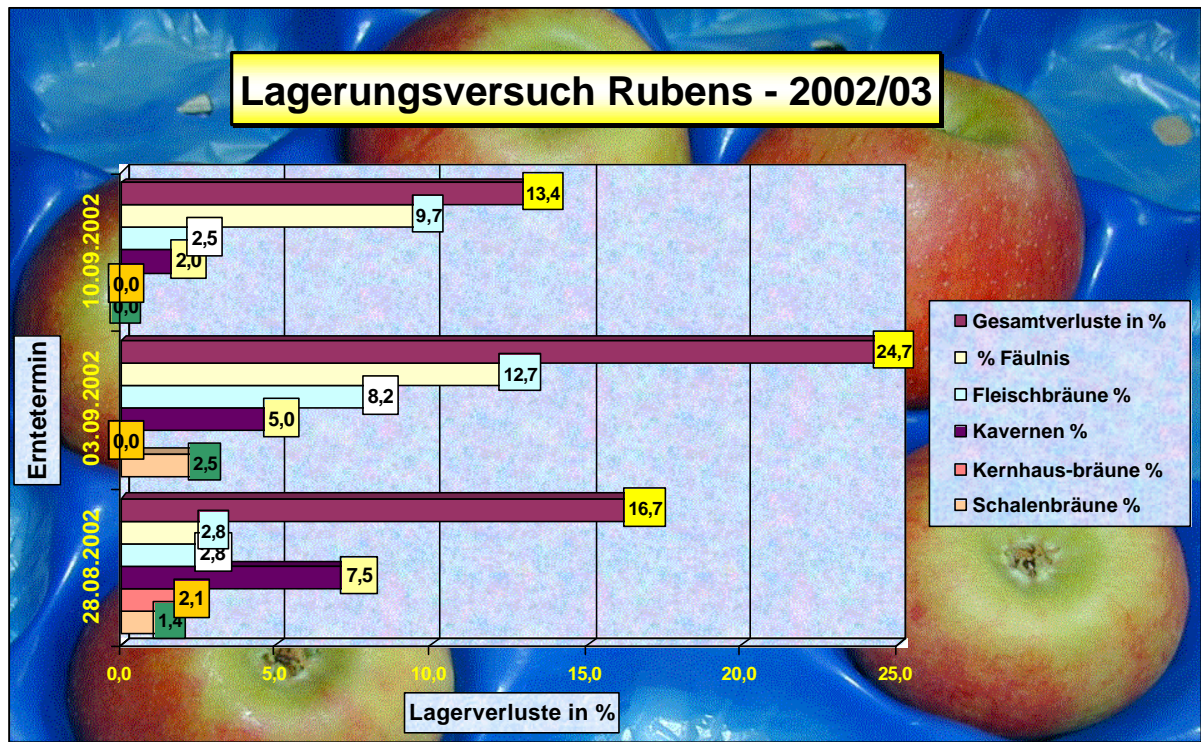 Lagerungsversuch Rubens - 2002/03
Erntetermin
10.09.2002
13,4
9,7
2,5
2,0
0,0
0,0
03.09.2002
24,7
12,7
8,2
5,0
0,0
2,5
28.08.2002
16,7
2,8
2,8
7,5
2,1
1,4
0,0 5,0 10,0 15,0 20,0 25,0
Lagerverluste in %
Gesamtverluste in %
% Fäulnis
Fleischbräune %
Kavernen %
Kernhaus-bräune %
Schalenbräune %